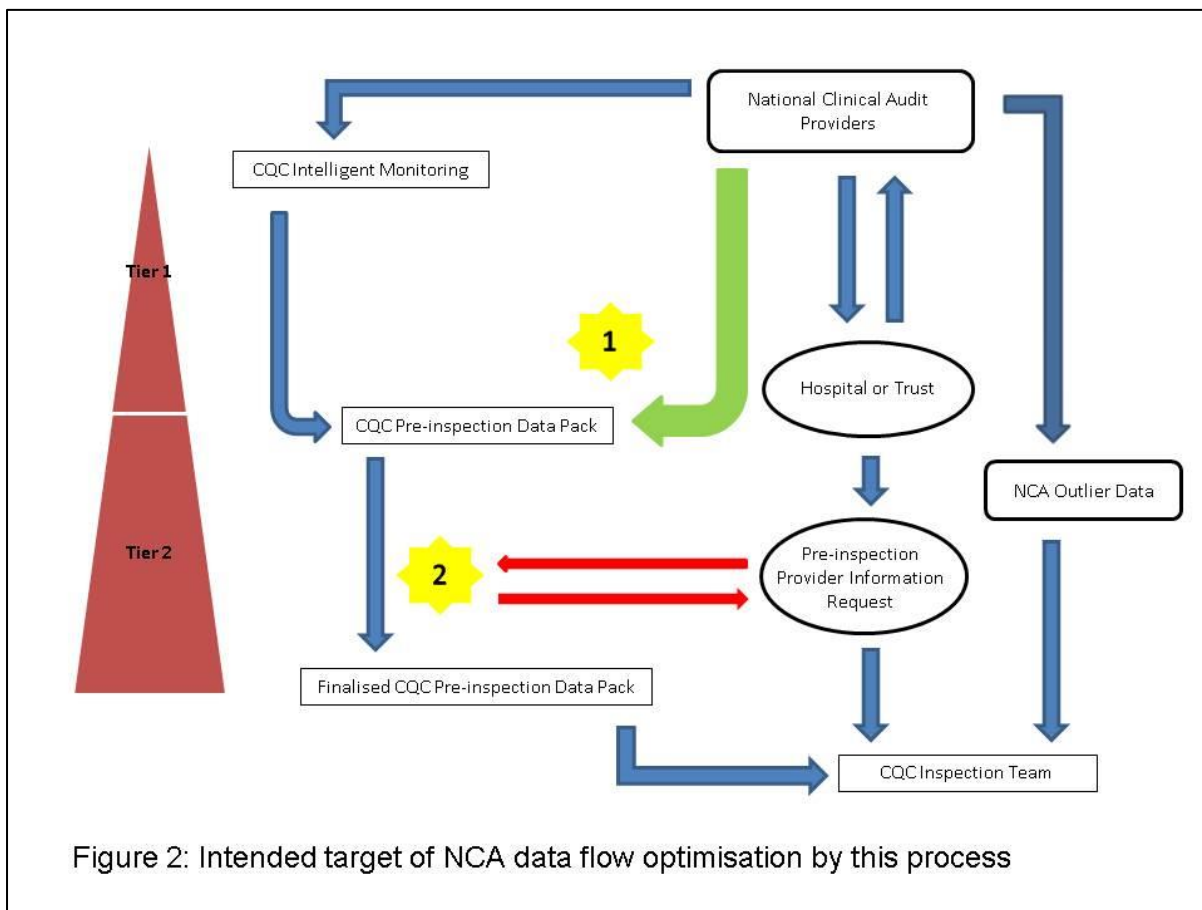 National Clinical Audit
Providers
CQC Intelligent Monitoring
Tier 1
1
Hospital or Trust
CQC Pre-inspection Data Pack
NCA Outlier Data
Tier 2
2
Pre-inspection
Provider Information
Request
Finalised CQC Pre-inspection Data Pack
CQC Inspection Team
Figure 2: Intended target of NCA data flow optimisation by this process